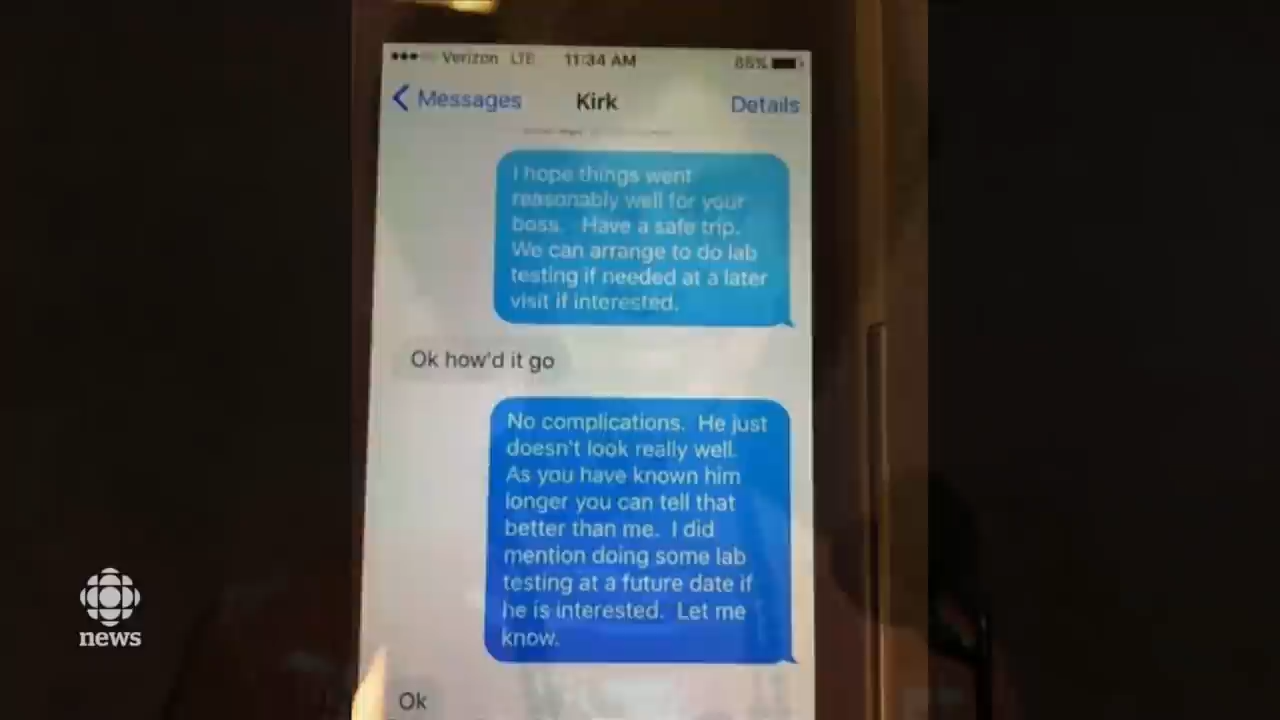 Verizon LTE 11:34 AM 86%
Messages Kirk Details
I hope things went
reasonably well for your
boss. Have a safe trip.
We can arrange to do lab
testing if needed at a later
visit if interested.
Ok how'd it go
No complications. He just
doesn't look really well.
As you have known him
longer you can tell that
better than me. I did
mention doing some lab
testing at a future date if
he is interested. Let me
know.
Ok
news